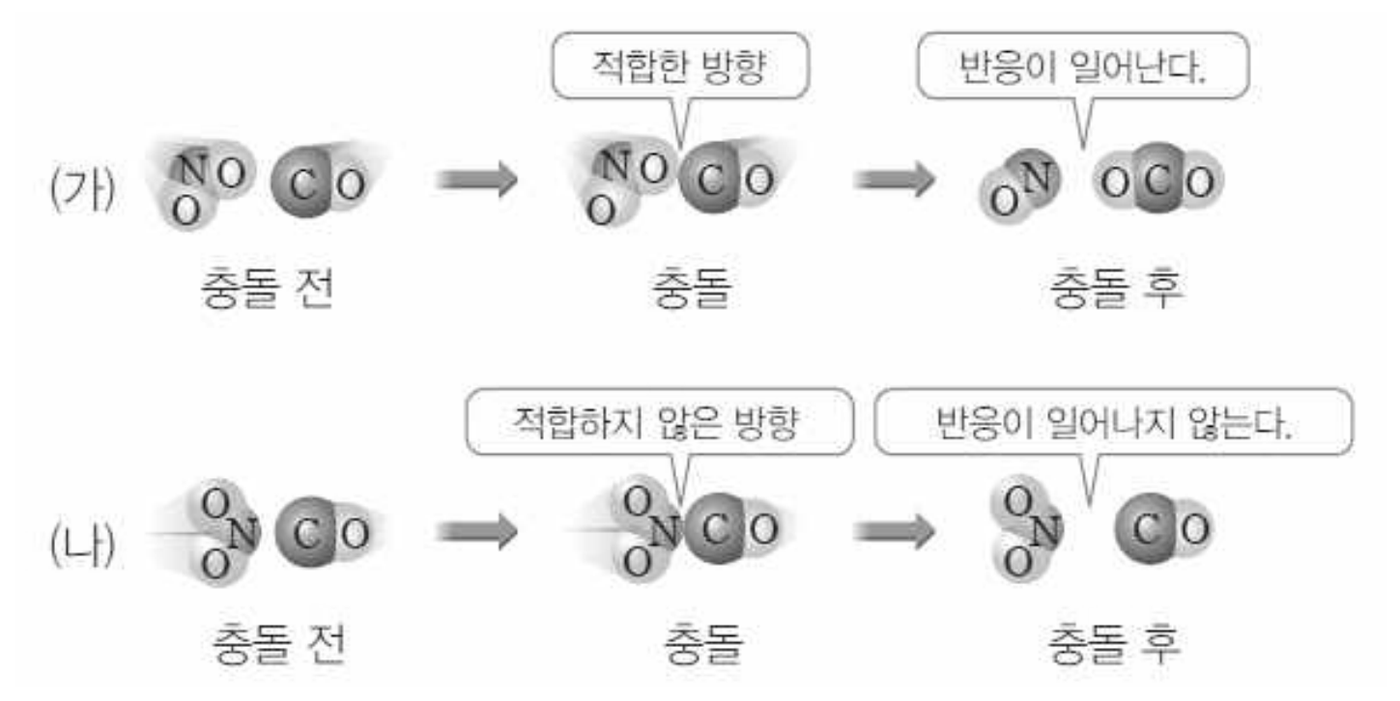 적합한 방향
반응이 일어난다.
(가)
N O O C O
N O O C O
O N O C O
충돌 전
충돌
충돌 후
적합하지 않은 방향
반응이 일어나지 않는다.
(나)
O N O C O
O N O C O
O N O C O
충돌 전
충돌
충돌 후